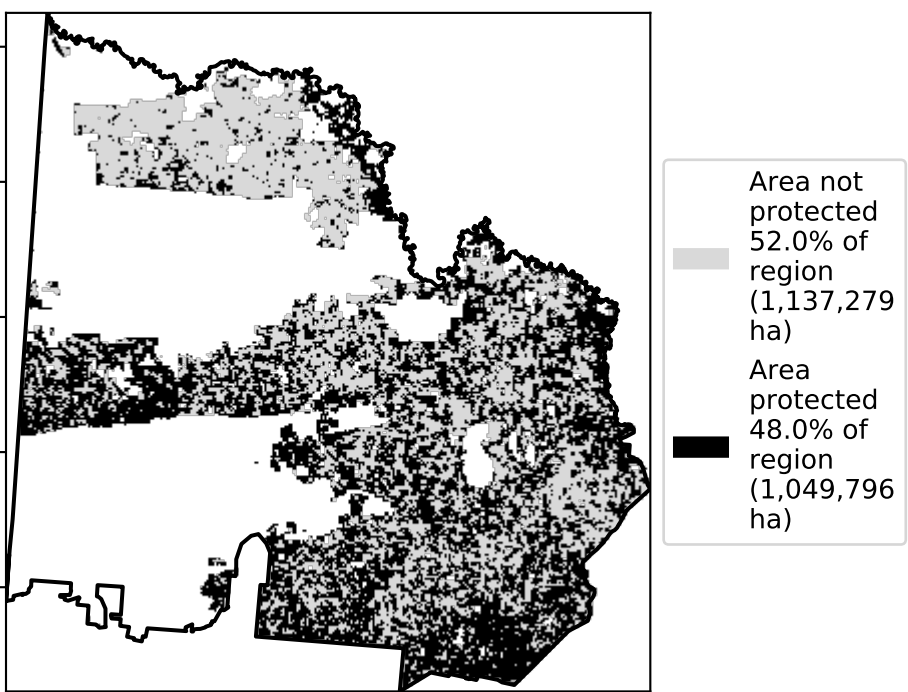 Area not
protected
52.0% of
region
(1,137,279
ha)
Area
protected
48.0% of
region
(1,049,796
ha)